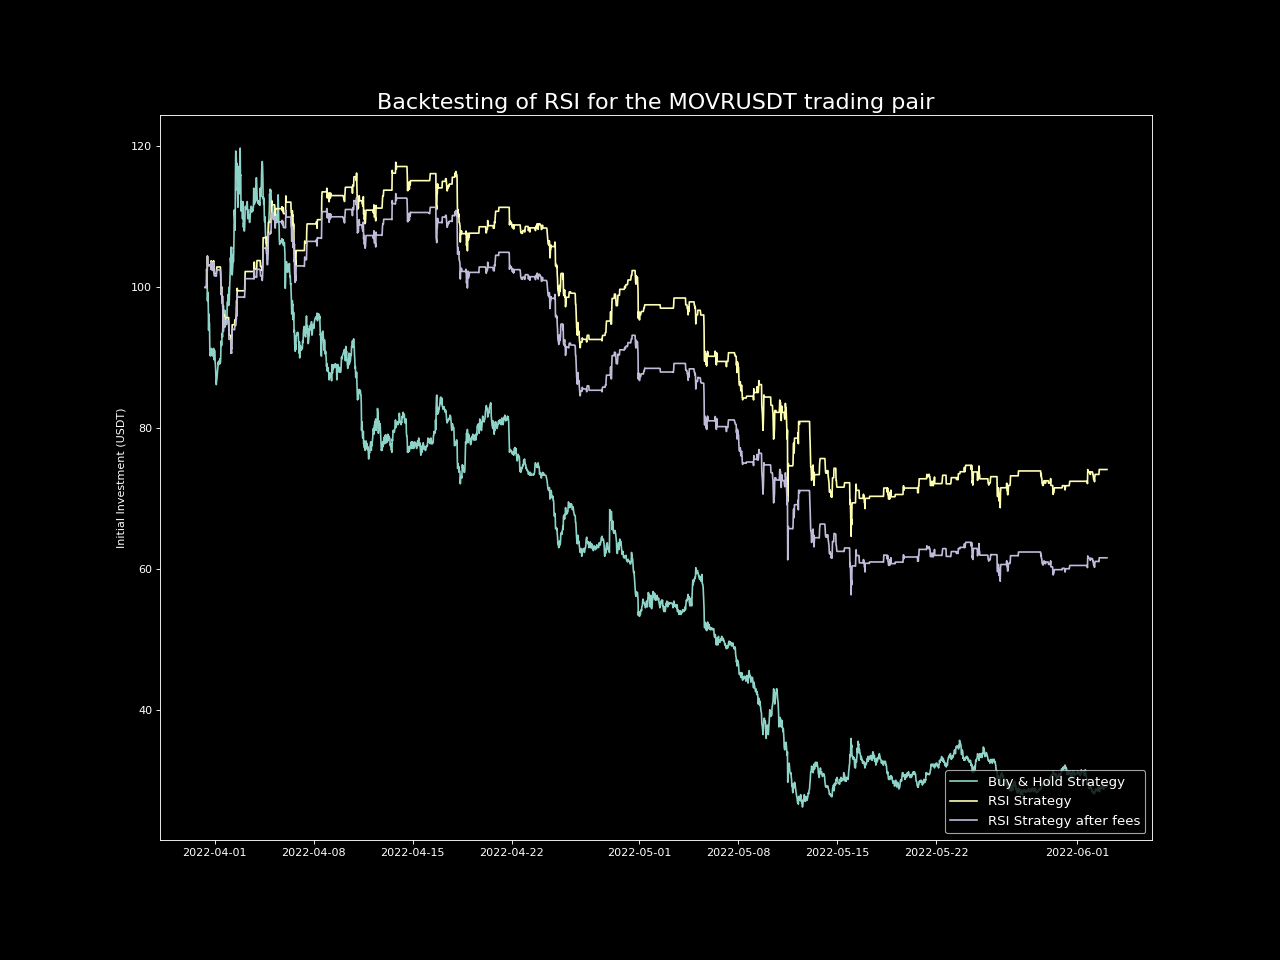 Backtesting of RSI for the MOVRUSDT trading pair
120
100
80
60
40
Initial Investment (USDT)
Buy & Hold Strategy
RSI Strategy
RSI Strategy after fees
2022-04-01
2022-04-08
2022-04-15
2022-04-22
2022-05-01
2022-05-08
2022-05-15
2022-05-22
2022-06-01